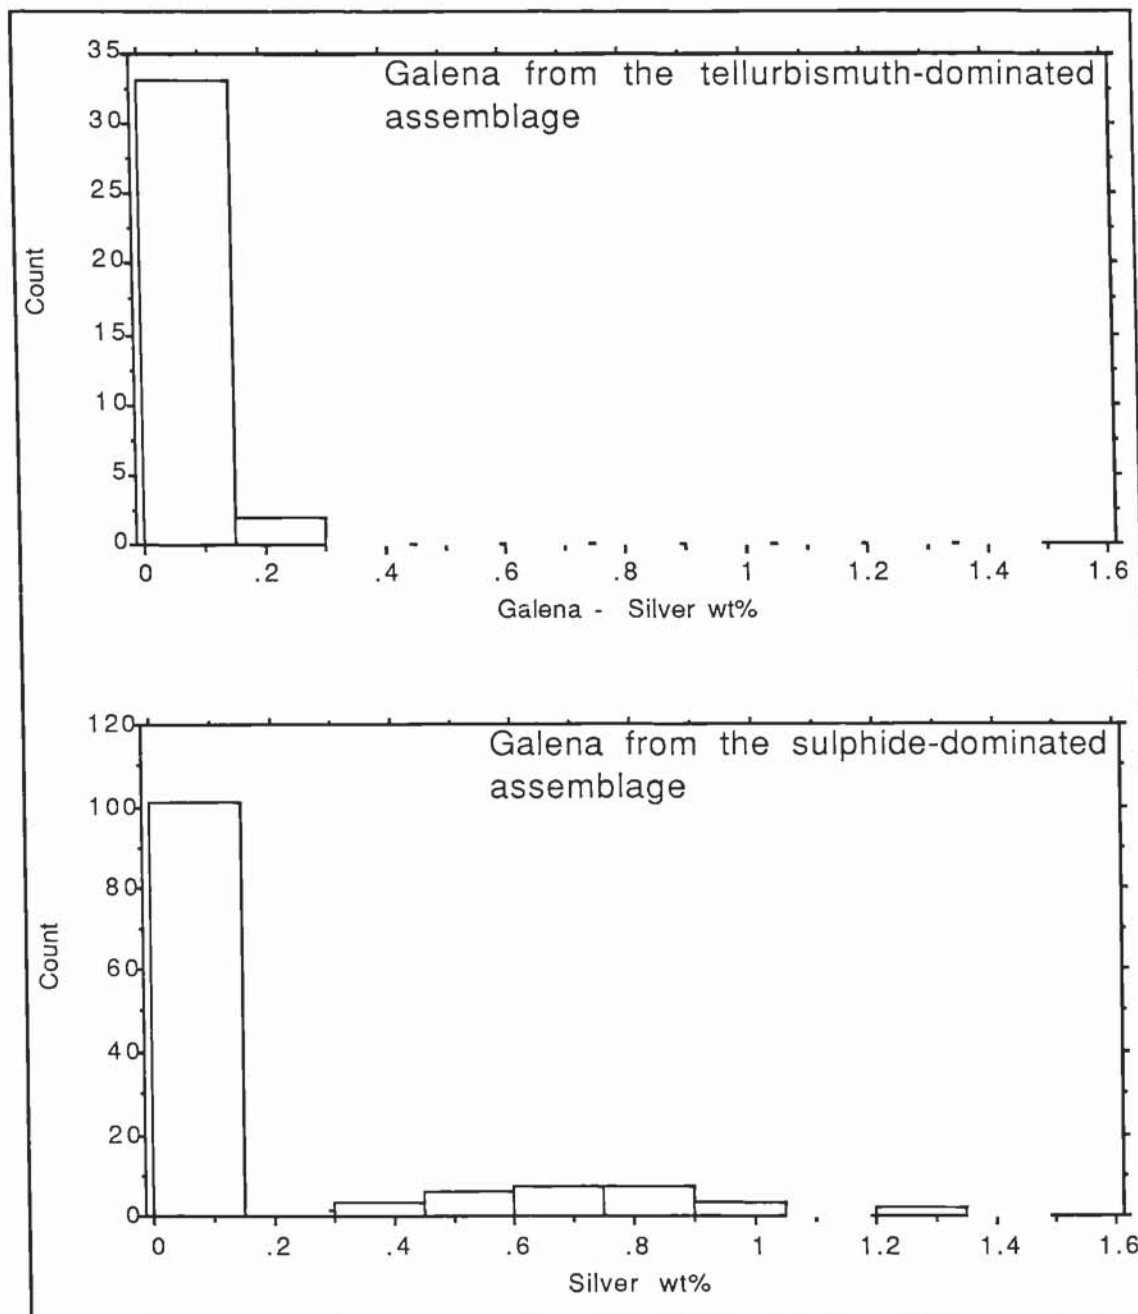 35
Galena from the tellurbismuth-dominated
assemblage
30
25
20
15
10
5
0
Count
0 .2 .4 .6 .8 1 1.2 1.4 1.6
Galena - Silver wt%
120
Galena from the sulphide-dominated
assemblage
100
80
60
40
20
0
Count
0 .2 .4 .6 .8 1 1.2 1.4 1.6
Silver wt%